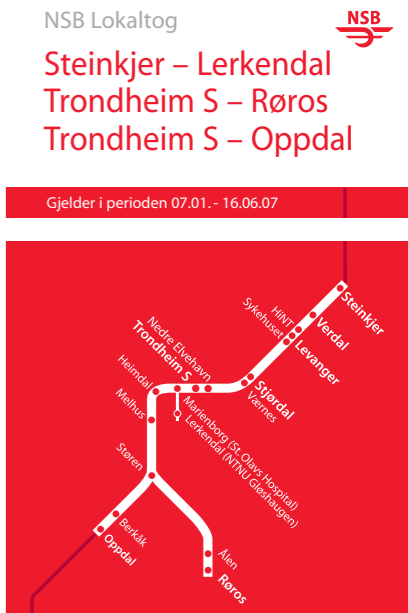 NSB Lokaltog
NSB
Steinkjer – Lerkendal
Trondheim S – Røros
Trondheim S – Oppdal
Gjelder i perioden 07.01. - 16.06.07
Steinkjer
Verdal
HiNT
Levanger
Sykehuset
Stjørdal
Værnes
Nedre Elvehavn
Trondheim S
Marienborg (St.Olavs Hospital)
Lerkendal (NTNU Gløshaugen)
Heimdal
Melhus
Støren
Berkåk
Oppdal
Ålen
Røros